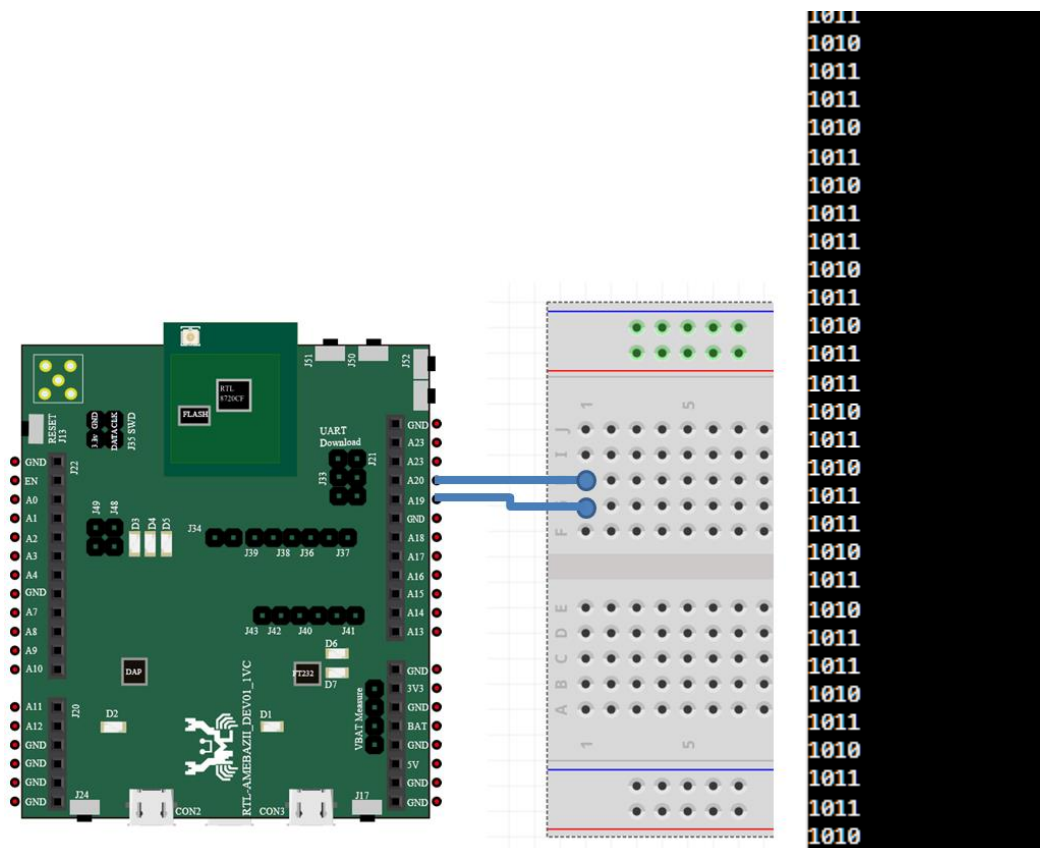 J51
J50
J52
RTL
8720CF
FLASH
RESET
J13
3.3V GND
DATA CLK
J35 SWD
UART
Download
J21
J33
J22
GND
EN
A0
A1
A2
A3
A4
GND
A7
A8
A9
A10
J49
J48
D3
D4
D5
J34
J39
J38
J36
J37
J43
J42
J40
J41
D6
D7
DAP
FT232
GND
A23
A23
A20
A19
GND
A18
A17
A16
A15
A14
A13
J20
A11
A12
GND
GND
GND
GND
D2
D1
RTL-AMEBAZII_DEV01_1VC
VBAT Measure
GND
3V3
GND
BAT
GND
5V
GND
GND
J24
CON2
CON3
J17
1
5
J
I
F
E
D
C
B
A
1
5
1011
1010
1011
1011
1010
1011
1010
1011
1011
1010
1011
1010
1011
1011
1010
1011
1010
1011
1011
1010
1011
1010
1011
1011
1010
1011
1010
1011
1011
1010